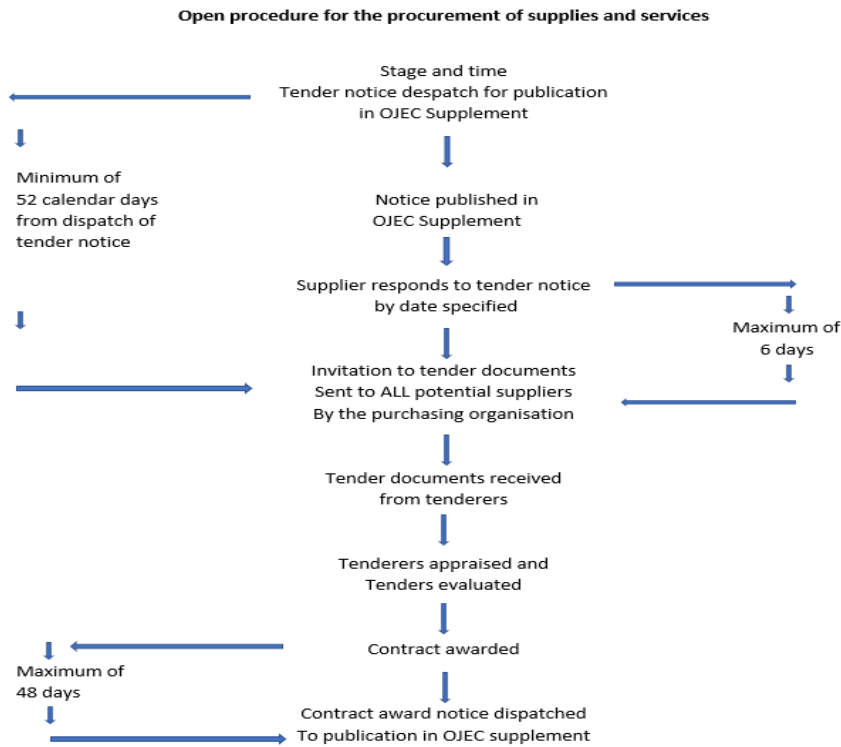 Open procedure for the procurement of supplies and services
Stage and time
Tender notice despatch for publication
in OJEC Supplement
Minimum of
52 calendar days
from dispatch of
tender notice
Notice published in
OJEC Supplement
Supplier responds to tender notice
by date specified
Maximum of
6 days
Invitation to tender documents
Sent to ALL potential suppliers
By the purchasing organisation
Tender documents received
from tenderers
Tenderers appraised and
Tenders evaluated
Contract awarded
Maximum of
48 days
Contract award notice dispatched
To publication in OJEC supplement